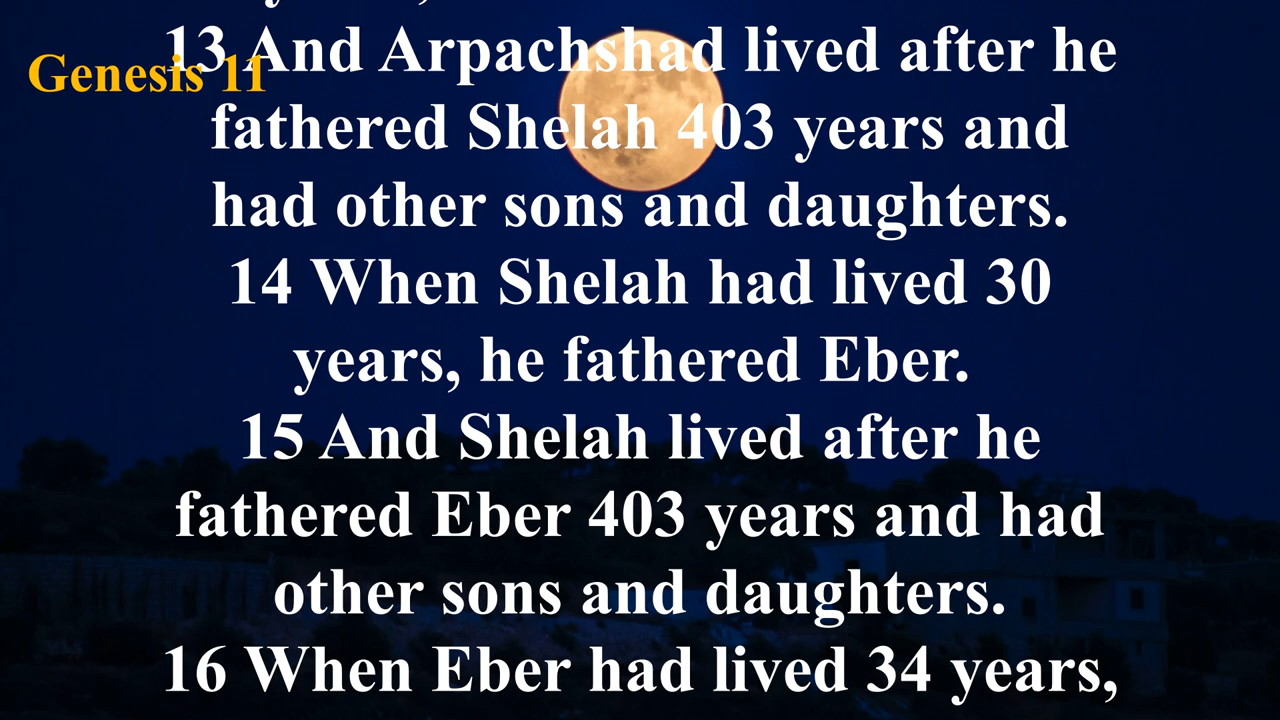 Genesis 11
13 And Arpachshad lived after he
fathered Shelah 403 years and
had other sons and daughters.
14 When Shelah had lived 30
years, he fathered Eber.
15 And Shelah lived after he
fathered Eber 403 years and had
other sons and daughters.
16 When Eber had lived 34 years,